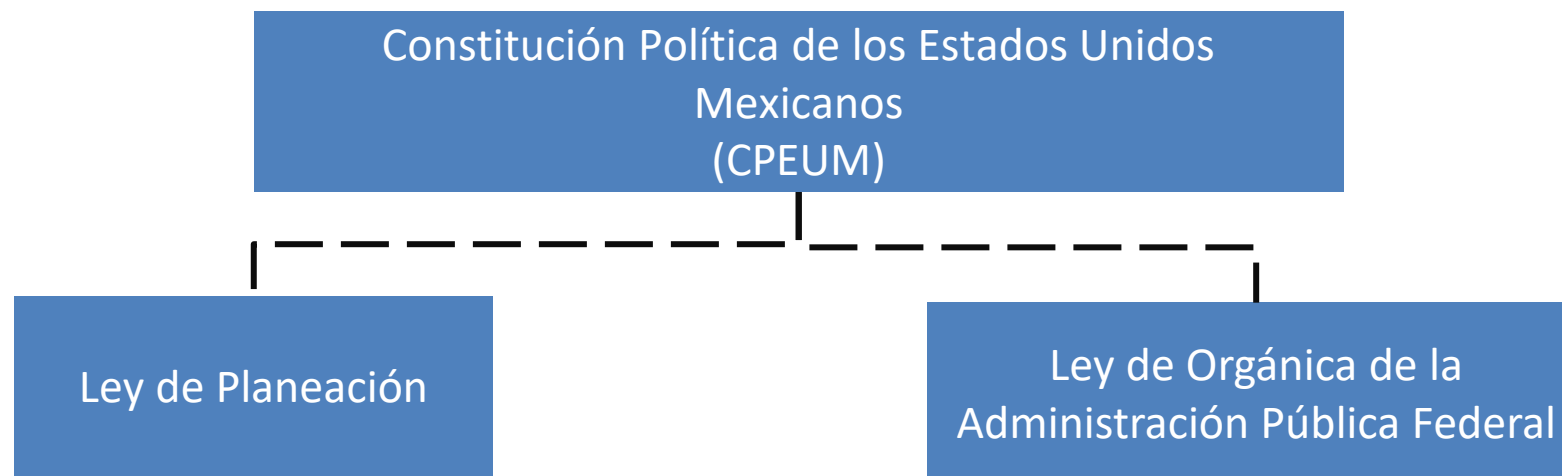 Constitución Política de los Estados Unidos
Mexicanos
(CPEUM)
Ley de Planeación
Ley de Orgánica de la
Administración Pública Federal